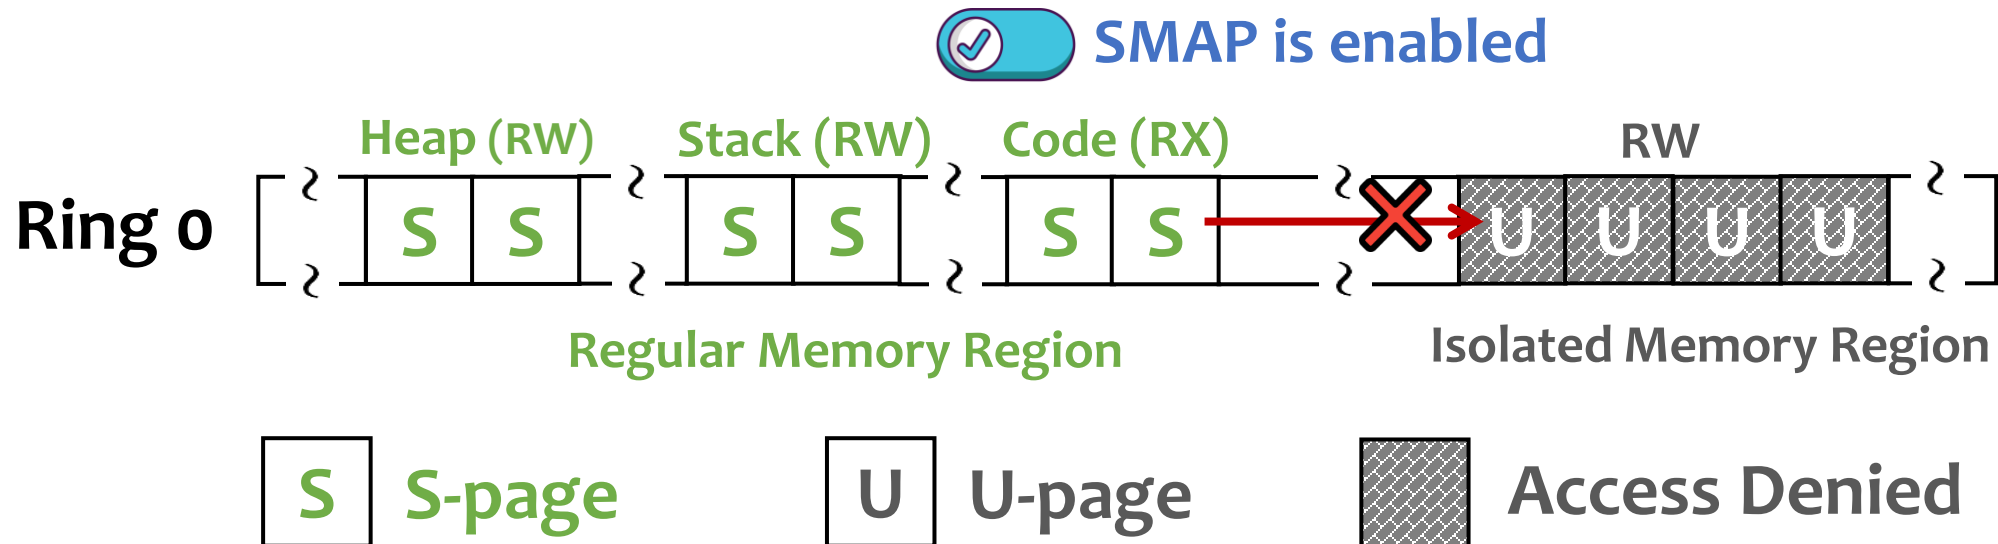 SMAP is enabled
Heap (RW) Stack (RW) Code (RX) RW
Ring 0 S S S S S S U U U U
Regular Memory Region Isolated Memory Region
S S-page U U-page Access Denied